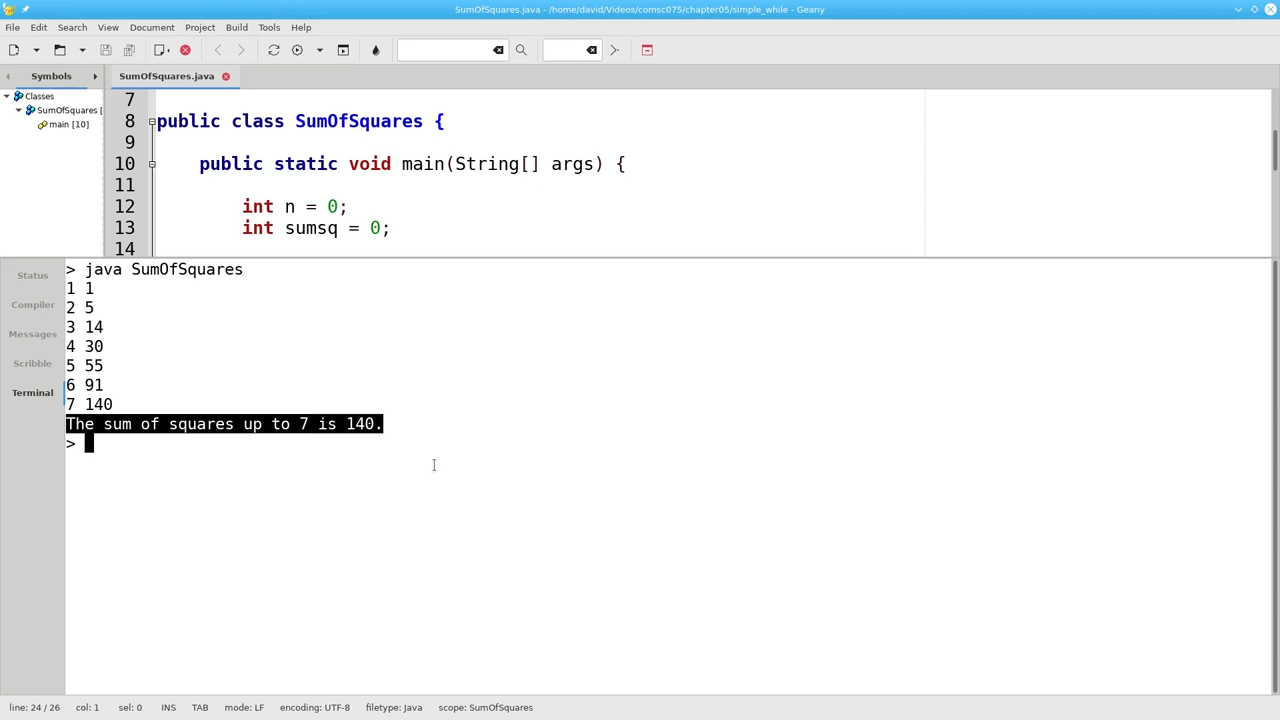 SumOfSquares.java - /home/david/Videos/comsc075/chapter05/simple_while - Geany
File Edit Search View Document Project Build Tools Help
Symbols
SumOfSquares.java
Classes
SumOfSquares [
main [10]
7
8 public class SumOfSquares {
9
10 public static void main(String[] args) {
11
12 int n = 0;
13 int sumsq = 0;
14
Status
Compiler
Messages
Scribble
Terminal
> java SumOfSquares
1 1
2 5
3 14
4 30
5 55
6 91
7 140
The sum of squares up to 7 is 140.
>
line: 24 / 26 col: 1 sel: 0 INS TAB mode: LF encoding: UTF-8 filetype: Java scope: SumOfSquares